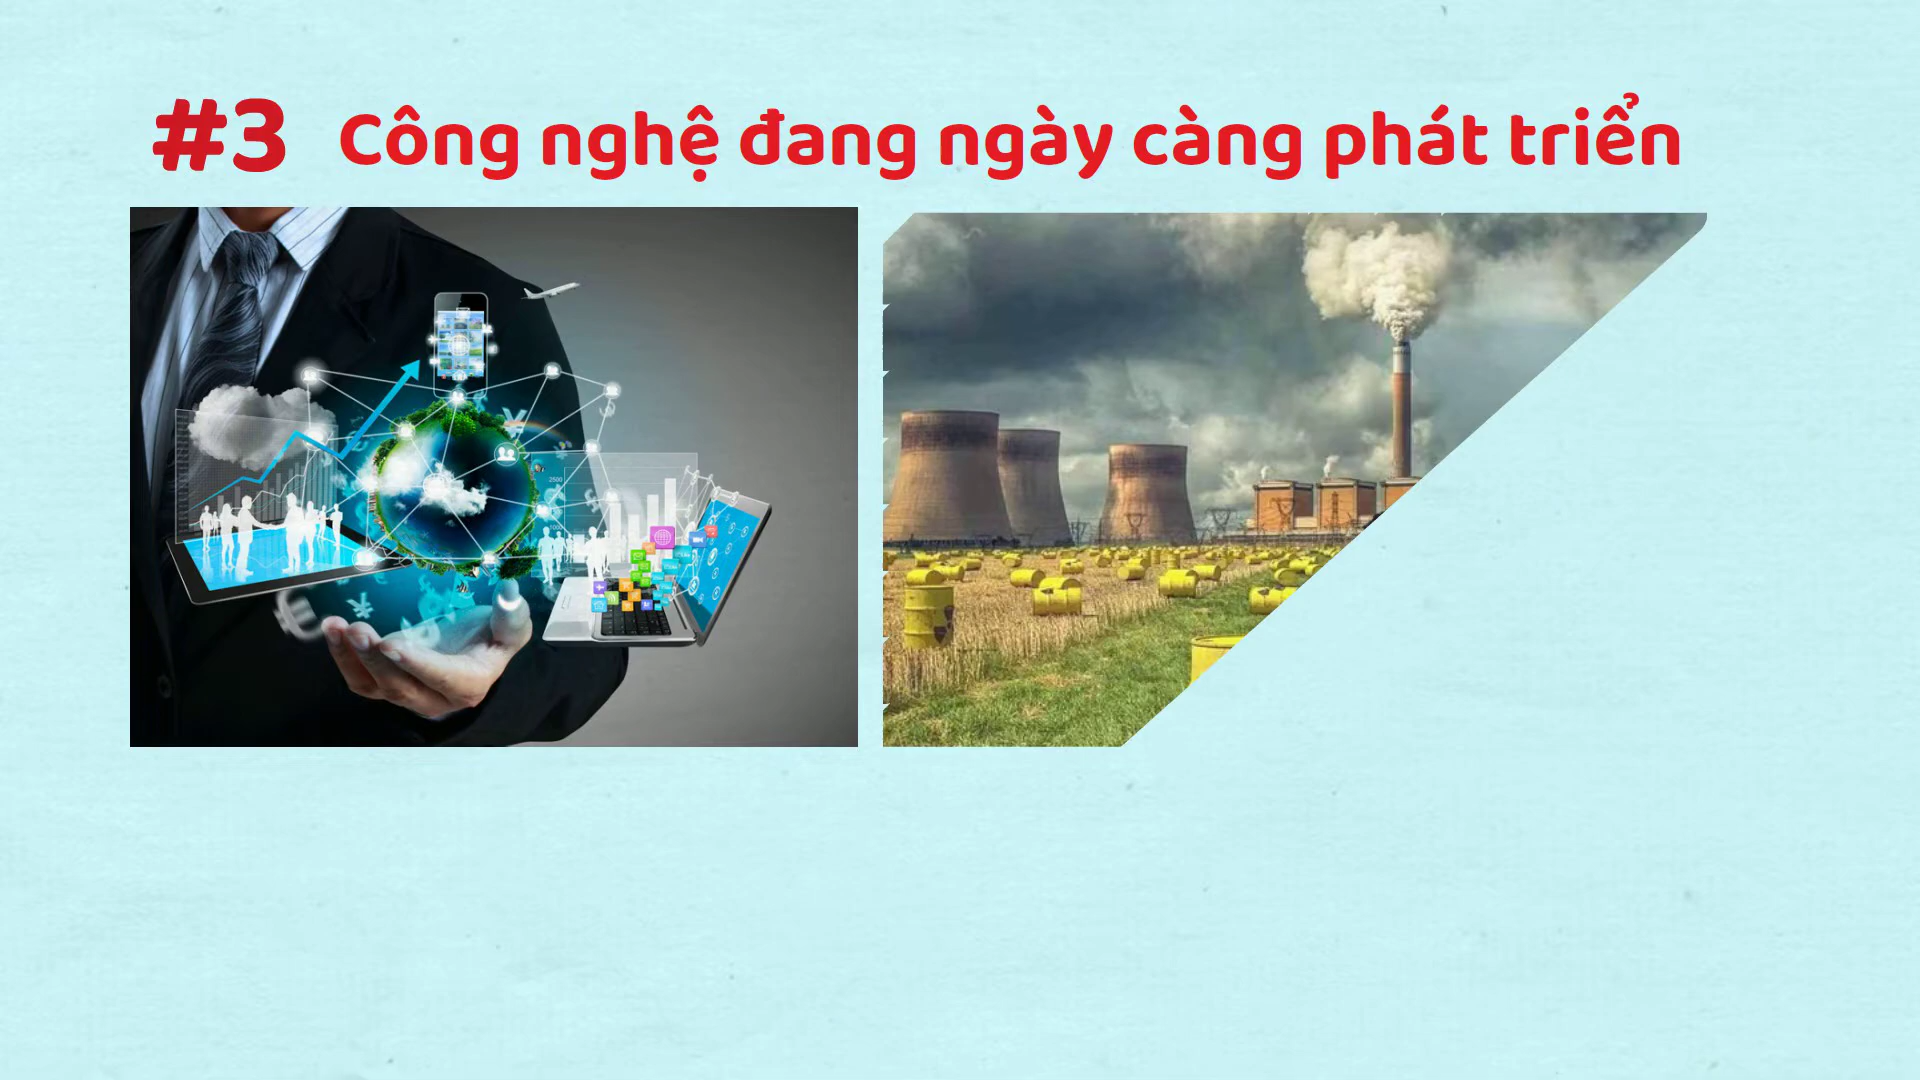 #3 Công nghệ đang ngày càng phát triển